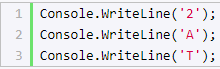 1 Console.WriteLine('2');
2 Console.WriteLine('A');
3 Console.WriteLine('T');